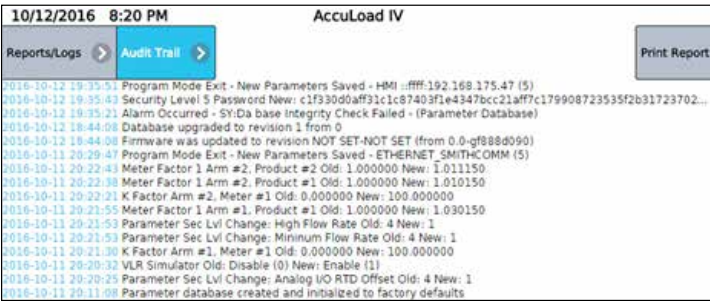 10/12/2016 8:20 PM AccuLoad IV
Reports/Logs Audit Trail Print Report
2016-10-12 19:35:51 Program Mode Exit - New Parameters Saved - HMI ::ffff:192.168.175.47 (5)
2016-10-12 19:35:43 Security Level 5 Password New: c1f330d0aff31c1c87403f1e4347bcc21aff7c179908723535f2b31723702...
2016-10-12 19:35:21 Alarm Occurred - SY:Da base Integrity Check Failed - (Parameter Database)
2016-10-12 18:44:08 Database upgraded to revision 1 from 0
2016-10-12 18:44:08 Firmware was updated to revision NOT SET-NOT SET (from 0.0-gf888d090)
2016-10-11 20:29:47 Program Mode Exit - New Parameters Saved - ETHERNET_SMITHCOMM (5)
2016-10-11 20:22:43 Meter Factor 1 Arm #2, Product #2 Old: 1.000000 New: 1.011150
2016-10-11 20:22:38 Meter Factor 1 Arm #2, Product #1 Old: 1.000000 New: 1.010150
2016-10-11 20:22:21 K Factor Arm #2, Meter #1 Old: 0.000000 New: 100.000000
2016-10-11 20:21:55 Meter Factor 1 Arm #1, Product #1 Old: 1.000000 New: 1.030150
2016-10-11 20:21:53 Parameter Sec Lvl Change: High Flow Rate Old: 4 New: 1
2016-10-11 20:21:53 Parameter Sec Lvl Change: Mininum Flow Rate Old: 4 New: 1
2016-10-11 20:21:30 K Factor Arm #1, Meter #1 Old: 0.000000 New: 100.000000
2016-10-11 20:20:32 VLR Simulator Old: Disable (0) New: Enable (1)
2016-10-11 20:20:25 Parameter Sec Lvl Change: Analog I/O RTD Offset Old: 4 New: 1
2016-10-11 20:11:08 Parameter database created and initialized to factory defaults